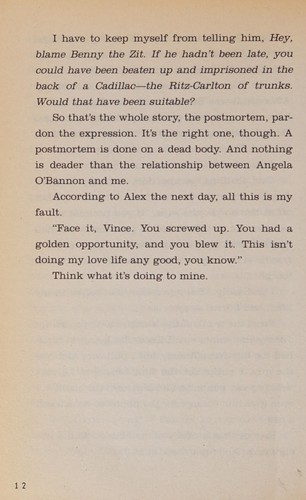 I have to keep myself from telling him, Hey,
blame Benny the Zit. If he hadn't been late, you
could have been beaten up and imprisoned in the
back of a Cadillac—the Ritz-Carlton of trunks.
Would that have been suitable?
So that's the whole story, the postmortem, par-
don the expression. It's the right one, though. A
postmortem is done on a dead body. And nothing
is deader than the relationship between Angela
O'Bannon and me.
According to Alex the next day, all this is my
fault.
"Face it, Vince. You screwed up. You had a
golden opportunity, and you blew it. This isn't
doing my love life any good, you know."
Think what it's doing to mine.
12